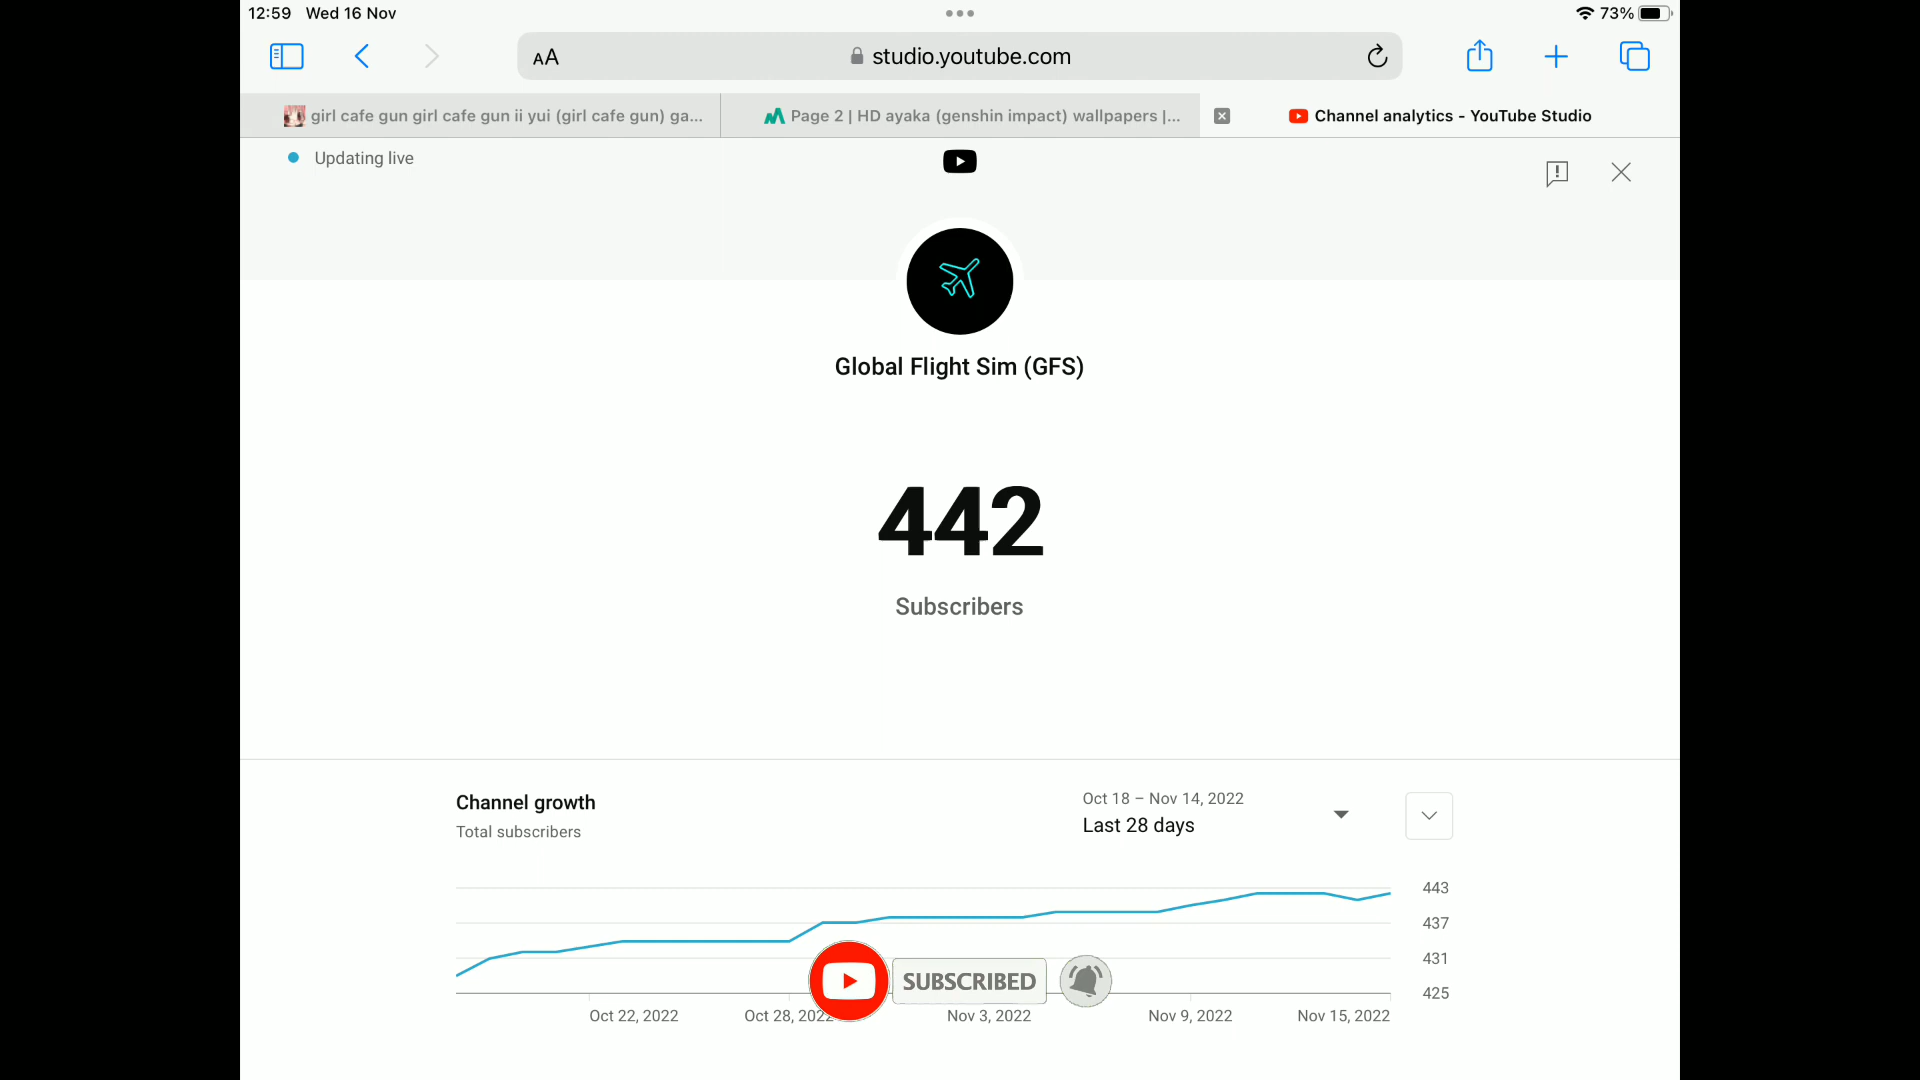 12:59 Wed 16 Nov
73%
AA
studio.youtube.com
girl cafe gun girl cafe gun ii yui (girl cafe gun) ga...
Page 2 | HD ayaka (genshin impact) wallpapers |...
Channel analytics - YouTube Studio
Updating live
Global Flight Sim (GFS)
442
Subscribers
Channel growth
Total subscribers
Oct 18 – Nov 14, 2022
Last 28 days
443
437
431
425
SUBSCRIBED
Oct 22, 2022
Oct 28, 2022
Nov 3, 2022
Nov 9, 2022
Nov 15, 2022